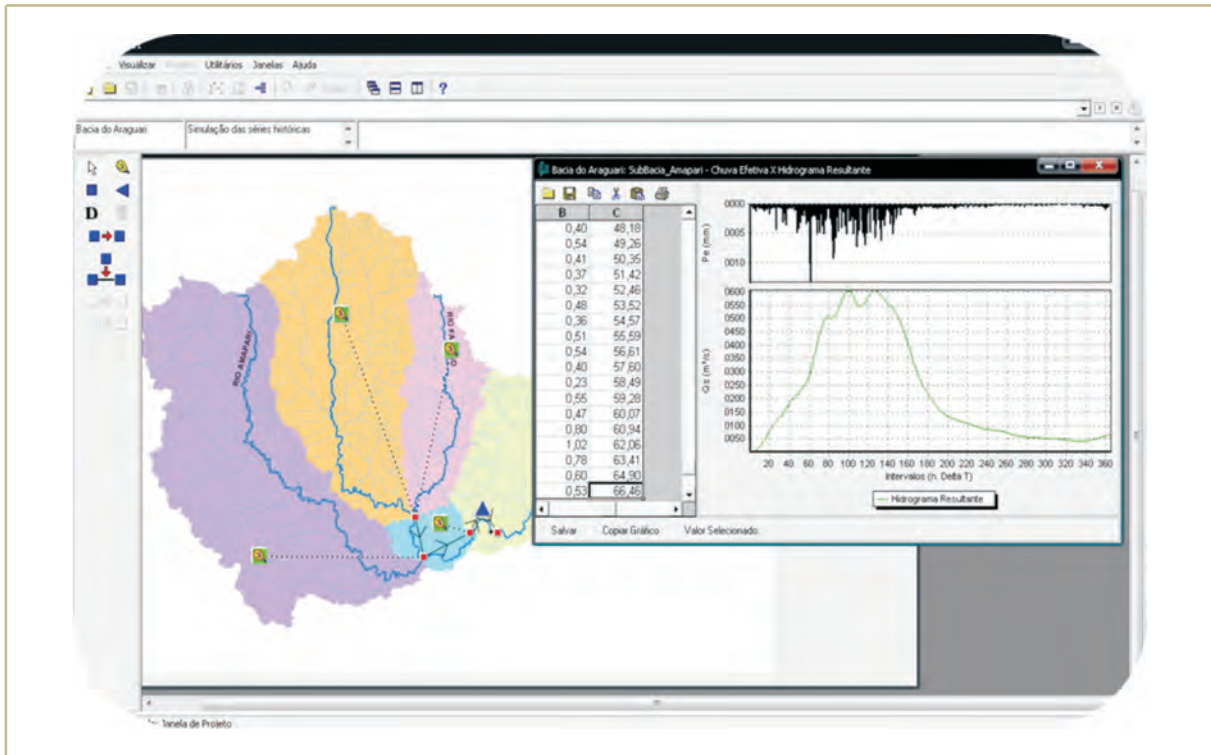 Visualizar Utilitários Janelas Ajuda
?
Bacia do Araguari Simulação das séries históricas
D
RIO AMAPARI
RIO
Bacia do Araguari: SubBacia_Amapari - Chuva Efetiva X Hidrograma Resultante
B C
0,40 48,18
0,54 49,26
0,41 50,35
0,37 51,42
0,32 52,46
0,48 53,52
0,36 54,57
0,51 55,59
0,54 56,61
0,40 57,60
0,23 58,49
0,55 59,28
0,47 60,07
0,80 60,94
1,02 62,06
0,78 63,41
0,60 64,90
0,53 66,46
Pe (mm)
0000
0005
0010
Qs (m³/s)
0600
0550
0500
0450
0400
0350
0300
0250
0200
0150
0100
0050
20 40 60 80 100 120 140 160 180 200 220 240 260 280 300 320 340 360
Intervalos (n. Delta T)
Hidrograma Resultante
Salvar Copiar Gráfico Valor Selecionado
Janela de Projeto